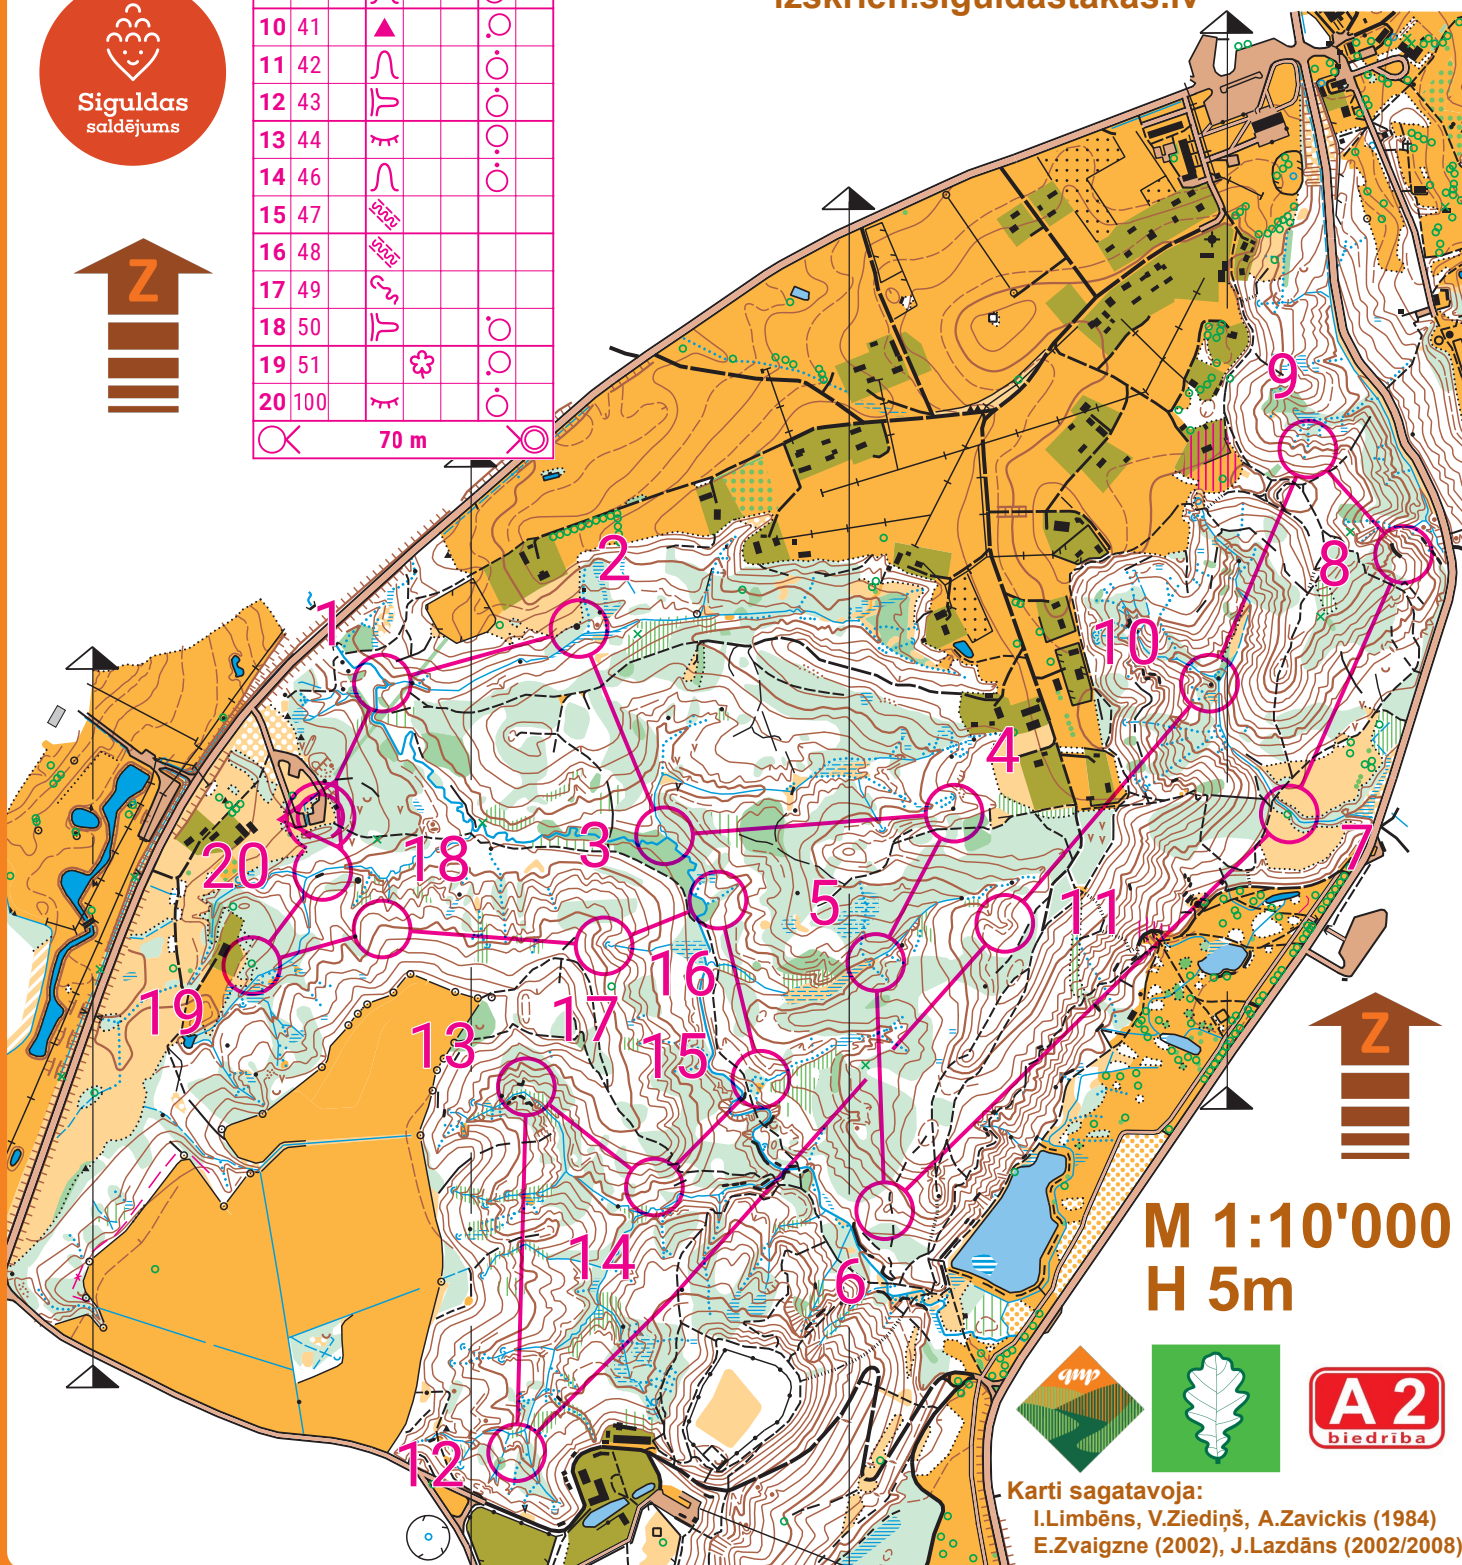 izskrien.siguldastakas.lv
Siguldas
saldējums
10 41
11 42
12 43
13 44
14 46
15 47
16 48
17 49
18 50
19 51
20 100
70 m
Z
1
2
3
4
5
6
7
8
9
10
11
12
13
14
15
16
17
18
19
20
Z
M 1:10'000
H 5m
qnp
A 2
biedrība
Karti sagatavoja:
I.Limbēns, V.Ziediņš, A.Zavickis (1984)
E.Zvaigzne (2002), J.Lazdāns (2002/2008)